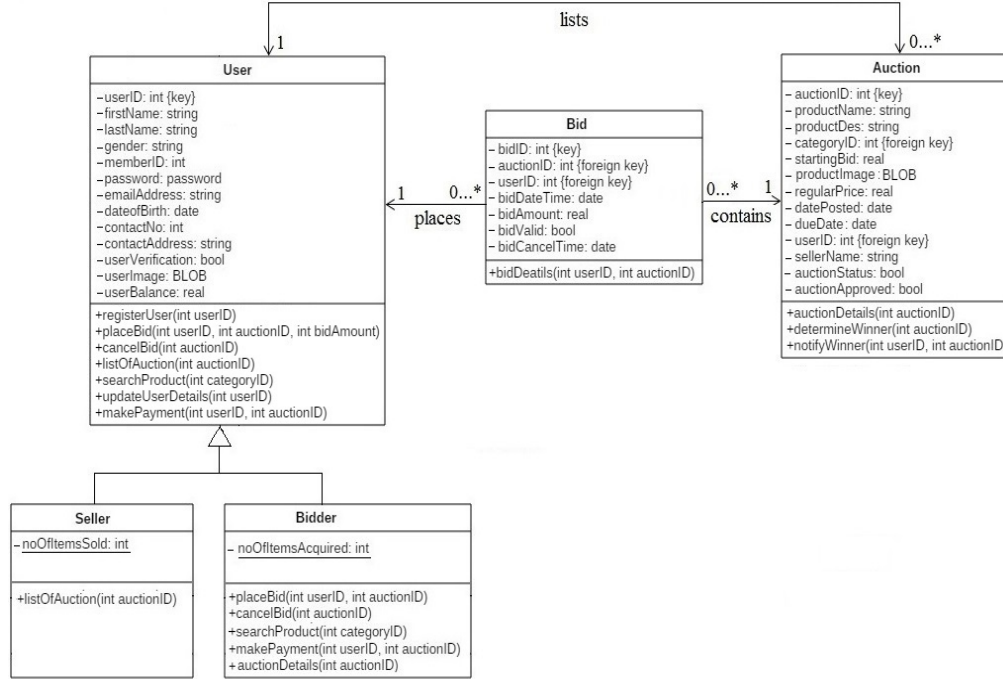 lists
1
0...*
User
–userID: int {key}
–firstName: string
–lastName: string
–gender: string
–memberID: int
–password: password
–emailAddress: string
–dateofBirth: date
–contactNo: int
–contactAddress: string
–userVerification: bool
–userImage: BLOB
–userBalance: real
+registerUser(int userID)
+placeBid(int userID, int auctionID, int bidAmount)
+cancelBid(int auctionID)
+listOfAuction(int auctionID)
+searchProduct(int categoryID)
+updateUserDetails(int userID)
+makePayment(int userID, int auctionID)
1
0...*
places
Bid
– bidID: int {key}
– auctionID: int {foreign key}
– userID: int {foreign key}
– bidDateTime: date
– bidAmount: real
– bidValid: bool
– bidCancelTime: date
+bidDeatils(int userID, int auctionID)
0...*
1
contains
Auction
– auctionID: int {key}
– productName: string
– productDes: string
– categoryID: int {foreign key}
– startingBid: real
– productImage: BLOB
– regularPrice: real
– datePosted: date
– dueDate: date
– userID: int {foreign key}
– sellerName: string
– auctionStatus: bool
– auctionApproved: bool
+auctionDetails(int auctionID)
+determineWinner(int auctionID)
+notifyWinner(int userID, int auctionID)
Seller
–noOfItemsSold: int
+listOfAuction(int auctionID)
Bidder
– noOfItemsAcquired: int
+placeBid(int userID, int auctionID)
+cancelBid(int auctionID)
+searchProduct(int categoryID)
+makePayment(int userID, int auctionID)
+auctionDetails(int auctionID)